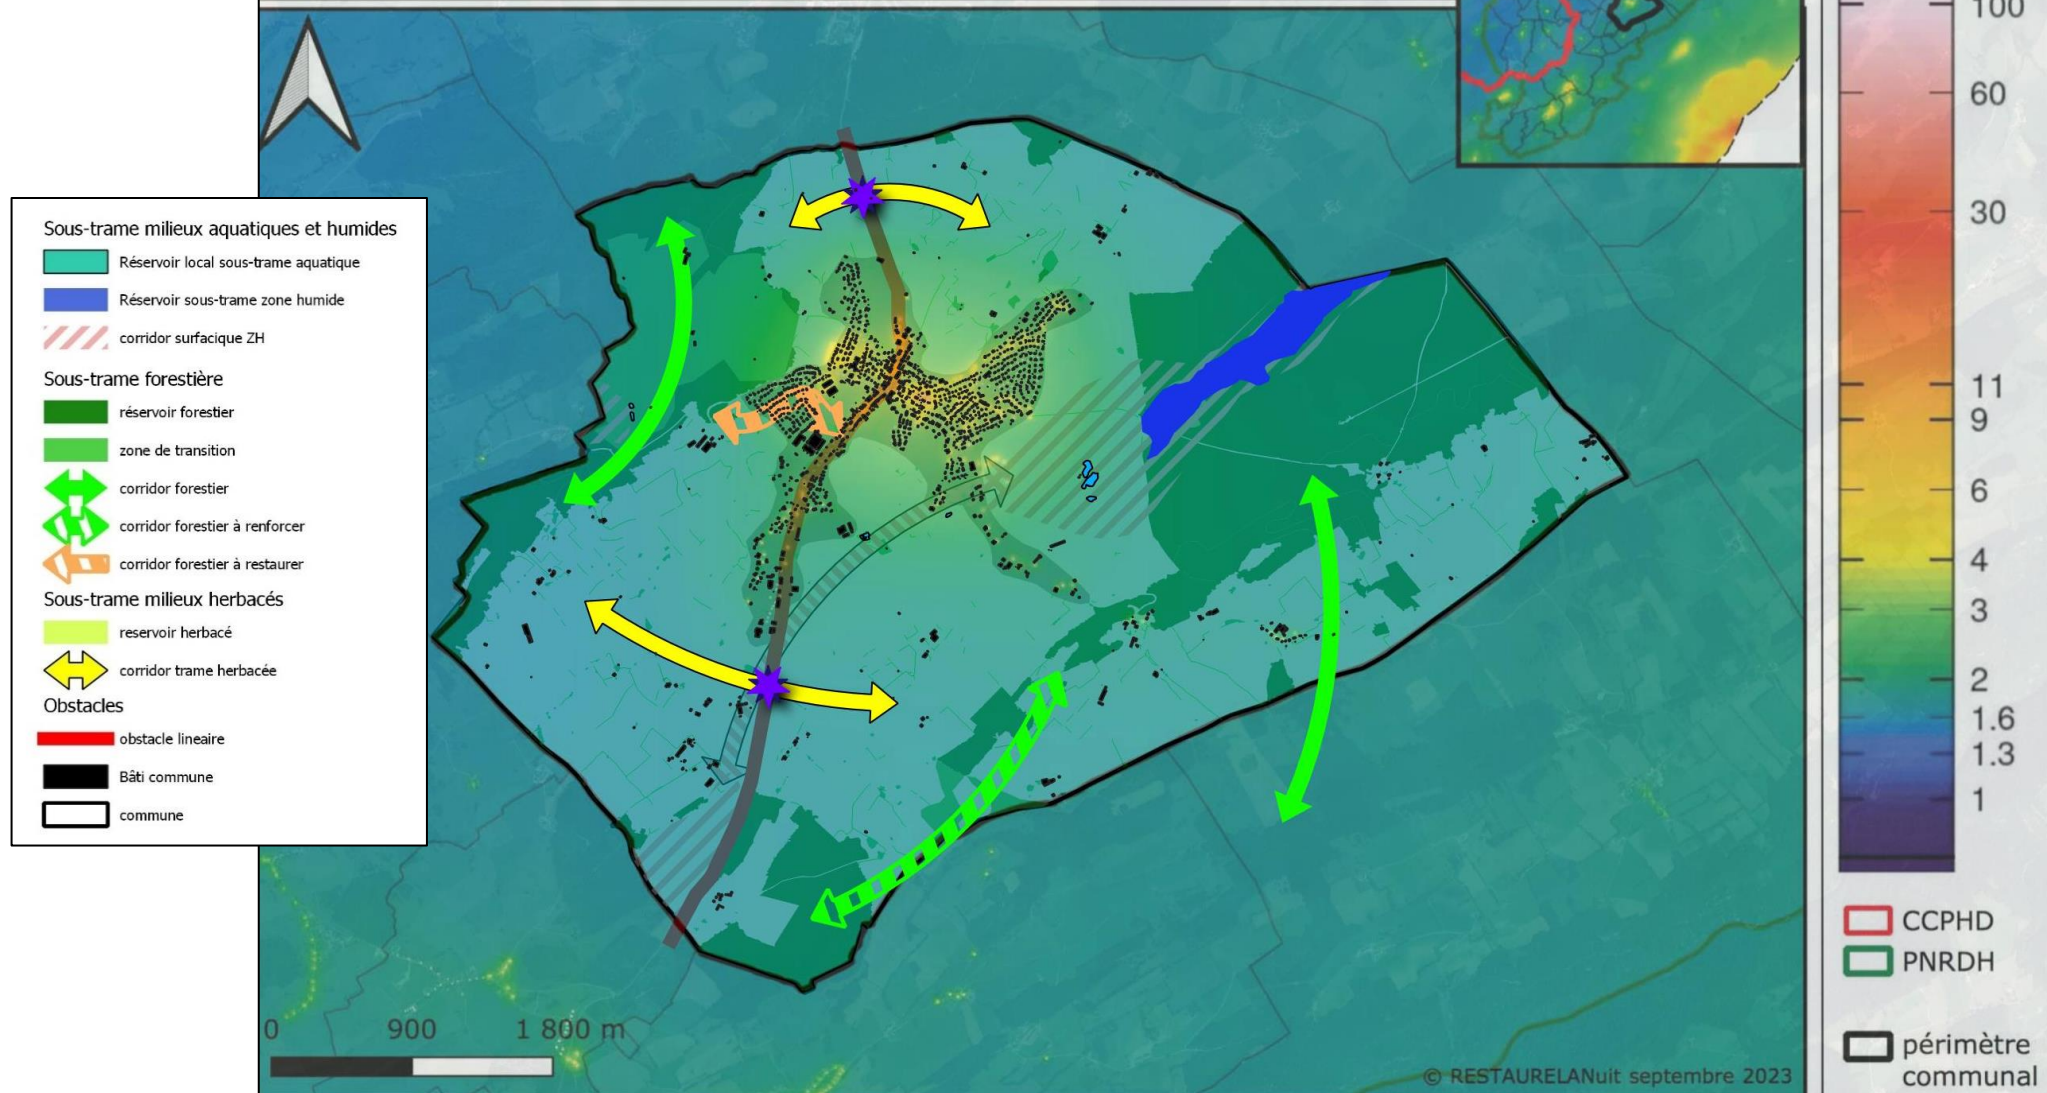 Sous-trame milieux aquatiques et humides
Réservoir local sous-trame aquatique
Réservoir sous-trame zone humide
corridor surfacique ZH
Sous-trame forestière
réservoir forestier
zone de transition
corridor forestier
corridor forestier à renforcer
corridor forestier à restaurer
Sous-trame milieux herbacés
reservoir herbacé
corridor trame herbacée
Obstacles
obstacle lineaire
Bâti commune
commune
0 900 1 800 m
© RESTAURELANuit septembre 2023
100
60
30
11
9
6
4
3
2
1.6
1.3
1
CCPHD
PNRDH
périmètre
communal